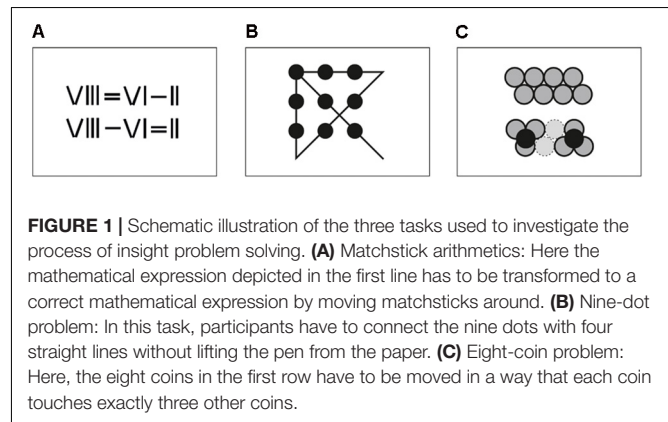 A
B
C
VIII=VI−II
VIII−VI=II
FIGURE 1 | Schematic illustration of the three tasks used to investigate the
process of insight problem solving. (A) Matchstick arithmetics: Here the
mathematical expression depicted in the first line has to be transformed to a
correct mathematical expression by moving matchsticks around. (B) Nine-dot
problem: In this task, participants have to connect the nine dots with four
straight lines without lifting the pen from the paper. (C) Eight-coin problem:
Here, the eight coins in the first row have to be moved in a way that each coin
touches exactly three other coins.